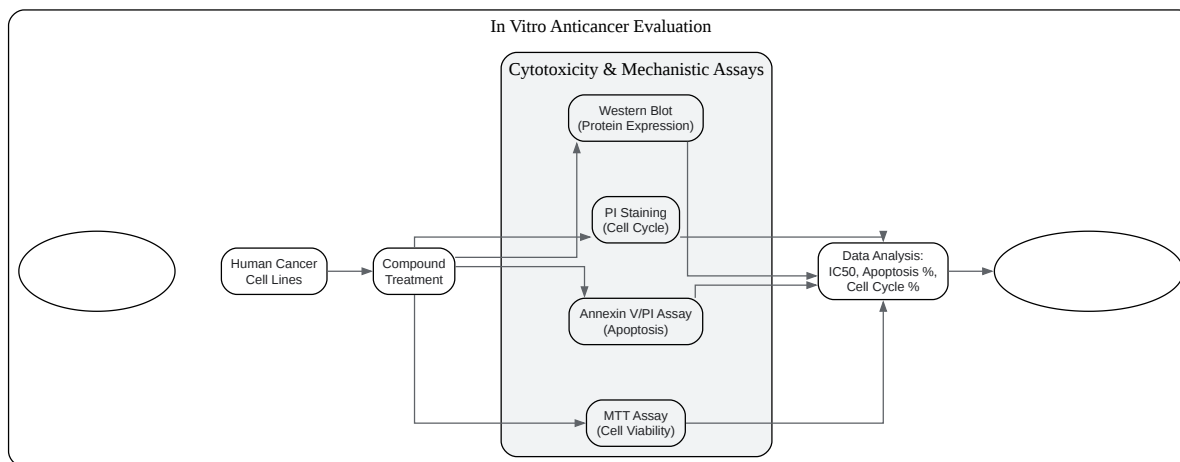 In Vitro Anticancer Evaluation
Cytotoxicity & Mechanistic Assays
Western Blot
(Protein Expression)
PI Staining
(Cell Cycle)
Human Cancer
Cell Lines
Compound
Treatment
Data Analysis:
IC50, Apoptosis %,
Cell Cycle %
Annexin V/PI Assay
(Apoptosis)
MTT Assay
(Cell Viability)